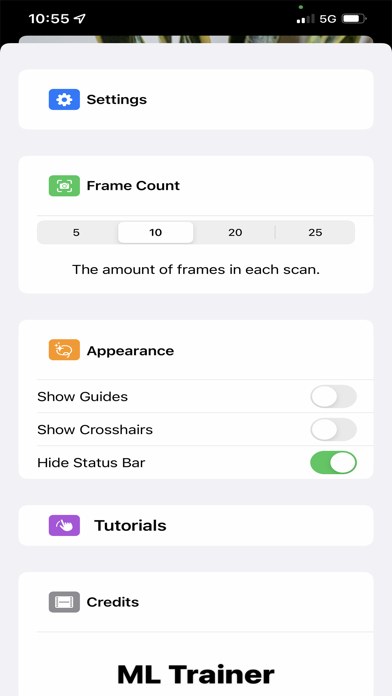 10:55
5G
Settings
Frame Count
5 10 20 25
The amount of frames in each scan.
Appearance
Show Guides
Show Crosshairs
Hide Status Bar
Tutorials
Credits
ML Trainer